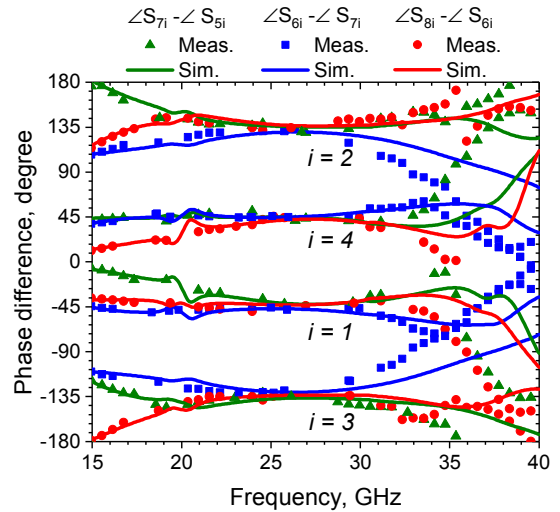 ∠S7i -∠ S5i ∠S6i -∠ S7i ∠S8i -∠ S6i
Meas. Meas. Meas.
Sim. Sim. Sim.
180
135
90
45
0
-45
-90
-135
-180
Phase difference, degree
i = 2
i = 4
i = 1
i = 3
15 20 25 30 35 40
Frequency, GHz